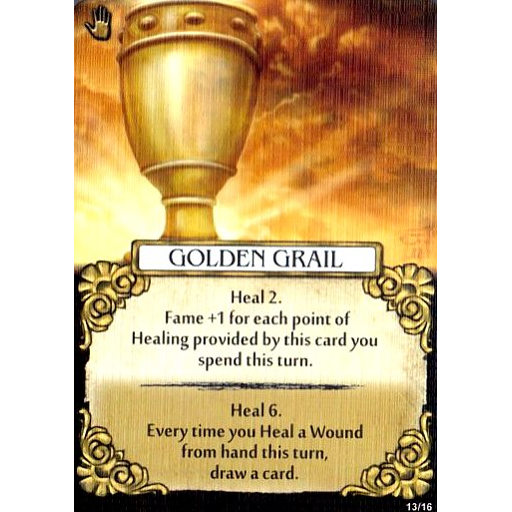 GOLDEN GRAIL
Heal 2.
Fame +1 for each point of
Healing provided by this card you
spend this turn.
Heal 6.
Every time you Heal a Wound
from hand this turn,
draw a card.
13/16